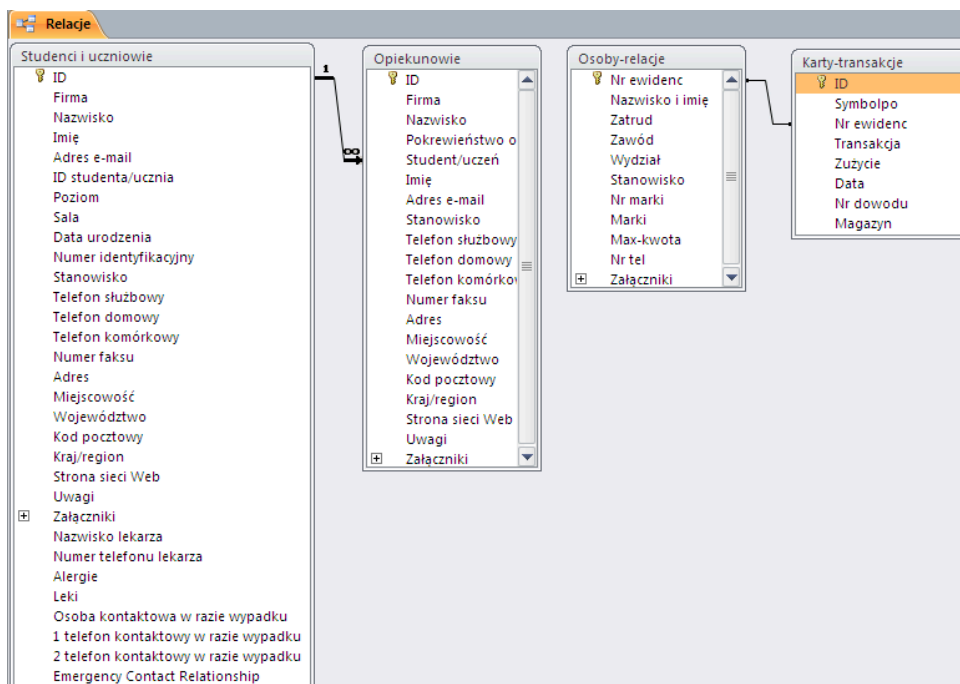 Relacje
Studenci i uczniowie
ID
Firma
Nazwisko
Imię
Adres e-mail
ID studenta/ucznia
Poziom
Sala
Data urodzenia
Numer identyfikacyjny
Stanowisko
Telefon służbowy
Telefon domowy
Telefon komórkowy
Numer faksu
Adres
Miejscowość
Województwo
Kod pocztowy
Kraj/region
Strona sieci Web
Uwagi
Załączniki
Nazwisko lekarza
Numer telefonu lekarza
Alergie
Leki
Osoba kontaktowa w razie wypadku
1 telefon kontaktowy w razie wypadku
2 telefon kontaktowy w razie wypadku
Emergency Contact Relationship
1
∞
Opiekunowie
ID
Firma
Nazwisko
Pokrewieństwo o
Student/uczeń
Imię
Adres e-mail
Stanowisko
Telefon służbowy
Telefon domowy
Telefon komórko
Numer faksu
Adres
Miejscowość
Województwo
Kod pocztowy
Kraj/region
Strona sieci Web
Uwagi
Załączniki
Osoby-relacje
Nr ewidenc
Nazwisko i imię
Zatrud
Zawód
Wydział
Stanowisko
Nr marki
Marki
Max-kwota
Nr tel
Załączniki
Karty-transakcje
ID
Symbolpo
Nr ewidenc
Transakcja
Zużycie
Data
Nr dowodu
Magazyn